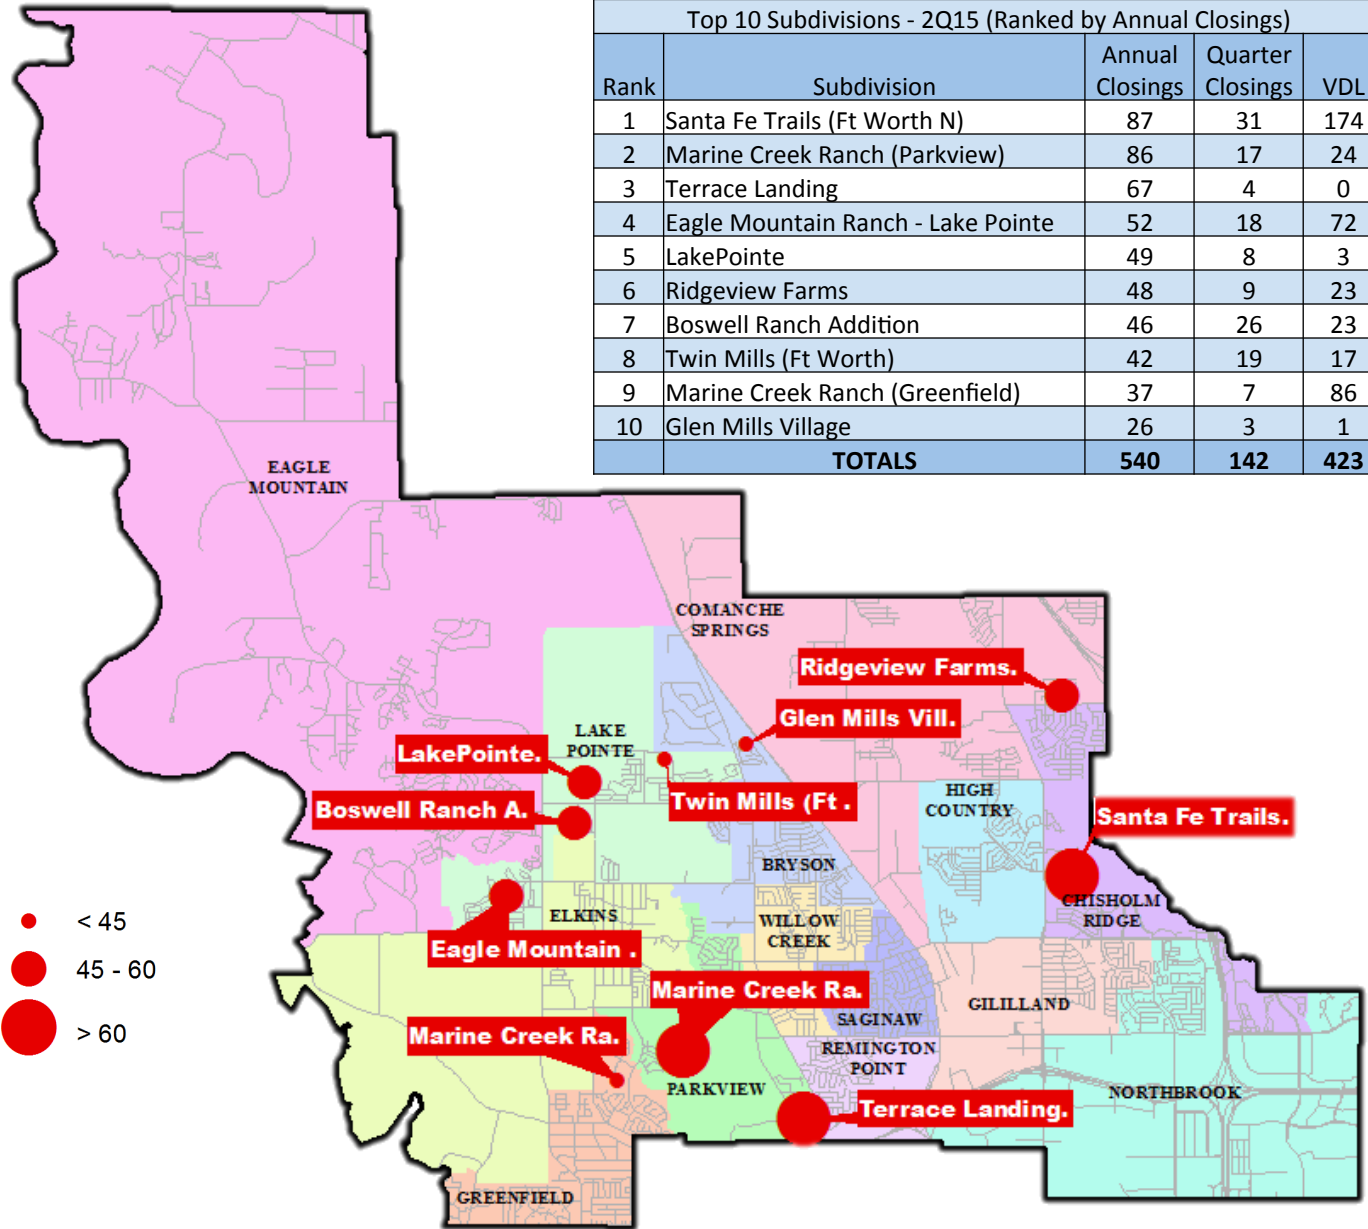 Top 10 Subdivisions - 2Q15 (Ranked by Annual Closings)
Rank Subdivision Annual Closings Quarter Closings VDL
1 Santa Fe Trails (Ft Worth N) 87 31 174
2 Marine Creek Ranch (Parkview) 86 17 24
3 Terrace Landing 67 4 0
4 Eagle Mountain Ranch - Lake Pointe 52 18 72
5 LakePointe 49 8 3
6 Ridgeview Farms 48 9 23
7 Boswell Ranch Addition 46 26 23
8 Twin Mills (Ft Worth) 42 19 17
9 Marine Creek Ranch (Greenfield) 37 7 86
10 Glen Mills Village 26 3 1
TOTALS 540 142 423
EAGLE
MOUNTAIN
COMANCHE
SPRINGS
Ridgeview Farms.
Glen Mills Vill.
LAKE
POINTE
LakePointe.
Twin Mills (Ft .
HIGH
COUNTRY
Boswell Ranch A.
Santa Fe Trails.
BRYSON
CHISHOLM
RIDGE
ELKINS
WILLOW
CREEK
Eagle Mountain .
< 45
45 - 60
> 60
Marine Creek Ra.
GILILLAND
SAGINAW
Marine Creek Ra.
REMINGTON
POINT
PARKVIEW
NORTHBROOK
Terrace Landing.
GREENFIELD